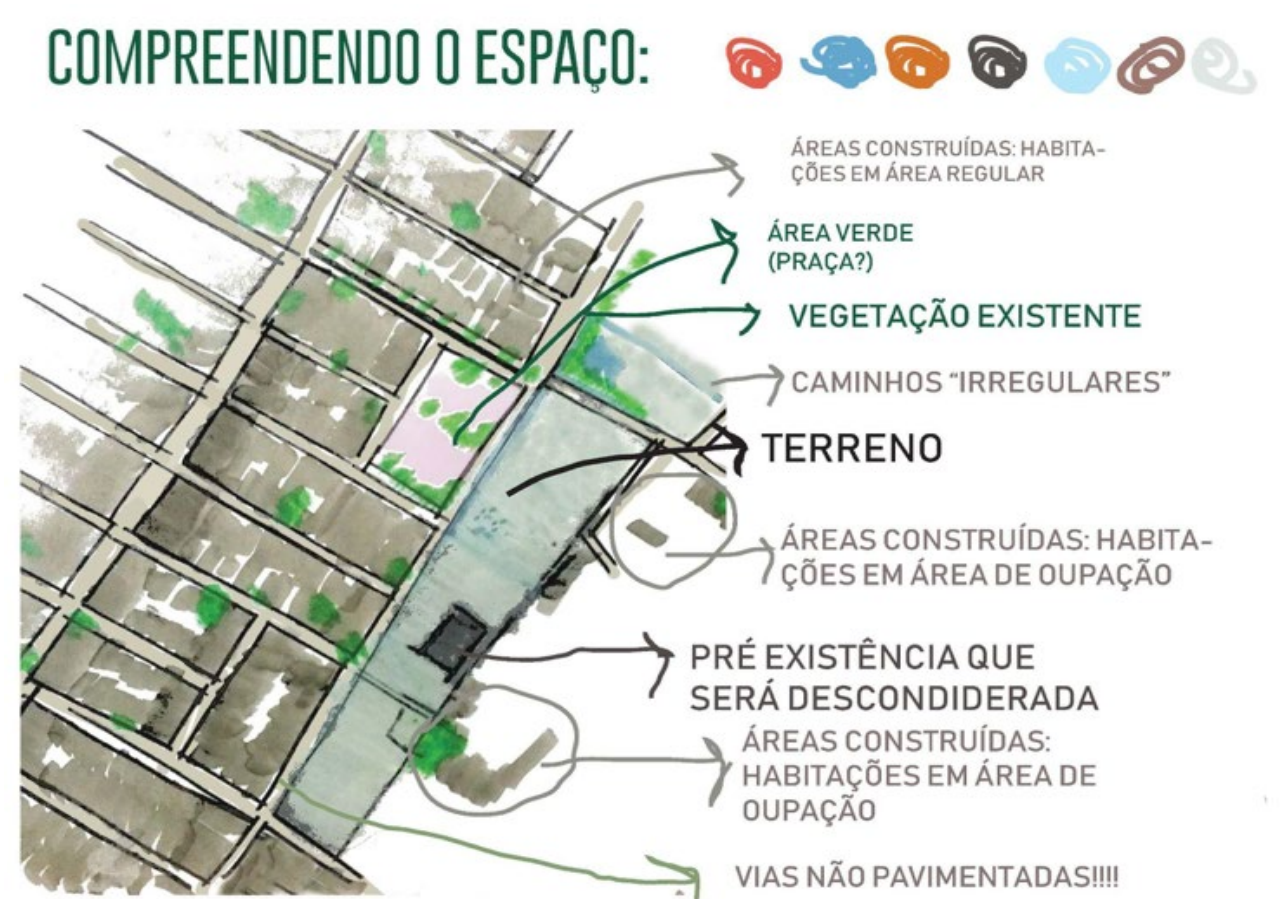 COMPREENDENDO O ESPAÇO:
ÁREAS CONSTRUÍDAS: HABITA-
ÇÕES EM ÁREA REGULAR
ÁREA VERDE
(PRAÇA?)
VEGETAÇÃO EXISTENTE
CAMINHOS “IRREGULARES”
TERRENO
ÁREAS CONSTRUÍDAS: HABITA-
ÇÕES EM ÁREA DE OUPAÇÃO
PRÉ EXISTÊNCIA QUE
SERÁ DESCONDIDERADA
ÁREAS CONSTRUÍDAS:
HABITAÇÕES EM ÁREA DE
OUPAÇÃO
VIAS NÃO PAVIMENTADAS!!!!